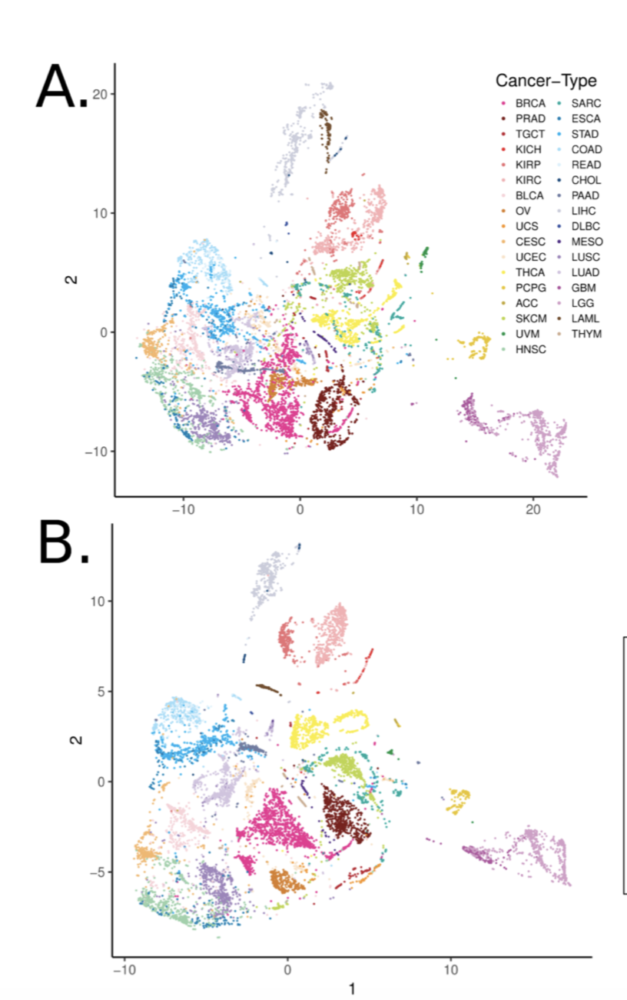 A.
Cancer-Type
BRCA SARC
PRAD ESCA
TGCT STAD
KICH COAD
KIRP READ
KIRC CHOL
BLCA PAAD
OV LIHC
UCS DLBC
CESC MESO
UCEC LUSC
THCA LUAD
PCPG GBM
ACC LGG
SKCM LAML
UVM THYM
HNSC
20
10
0
−10
2
−10 0 10 20
B.
10
5
0
−5
2
−10 0 10
1